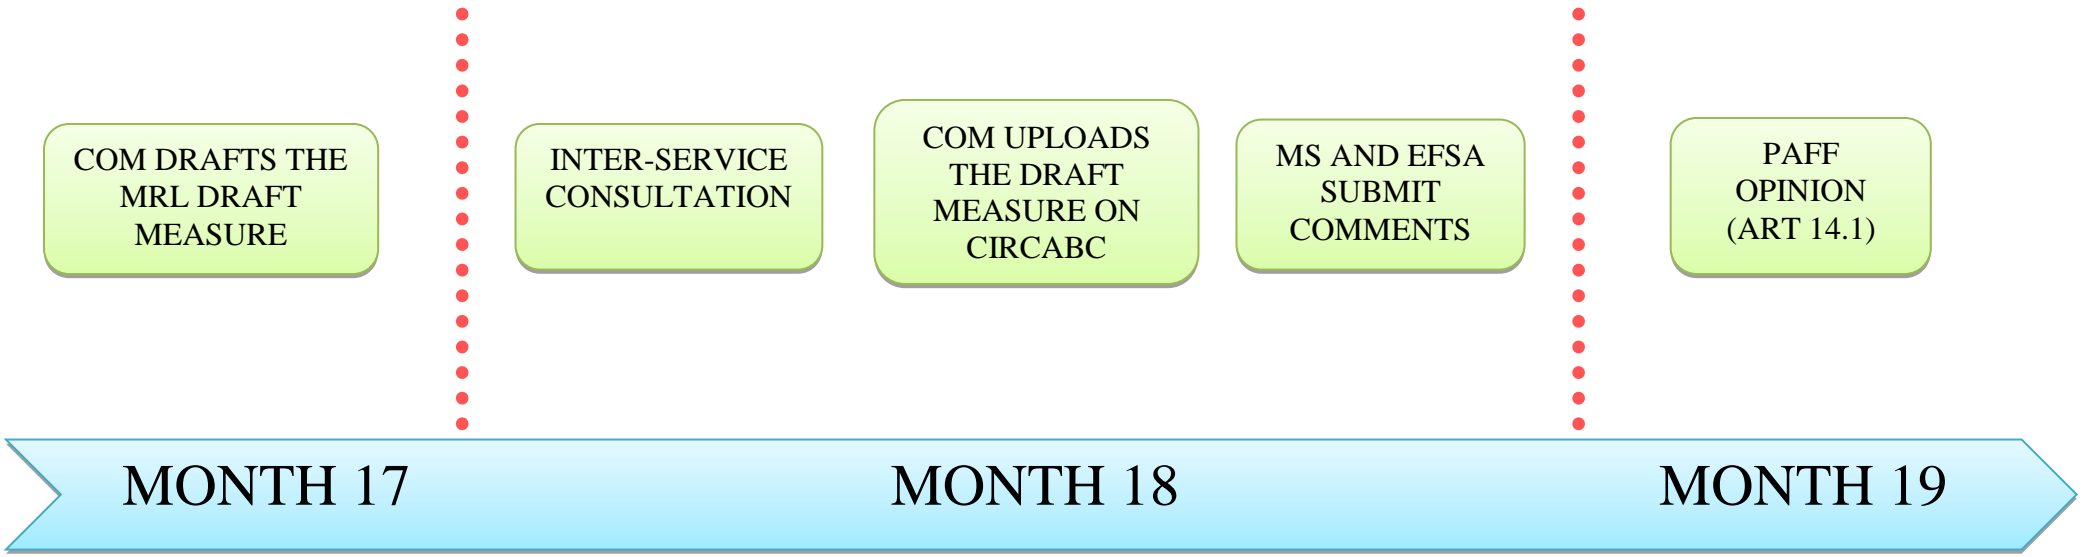 COM DRAFTS THE
MRL DRAFT
MEASURE
INTER-SERVICE
CONSULTATION
COM UPLOADS
THE DRAFT
MEASURE ON
CIRCABC
MS AND EFSA
SUBMIT
COMMENTS
PAFF
OPINION
(ART 14.1)
MONTH 17
MONTH 18
MONTH 19